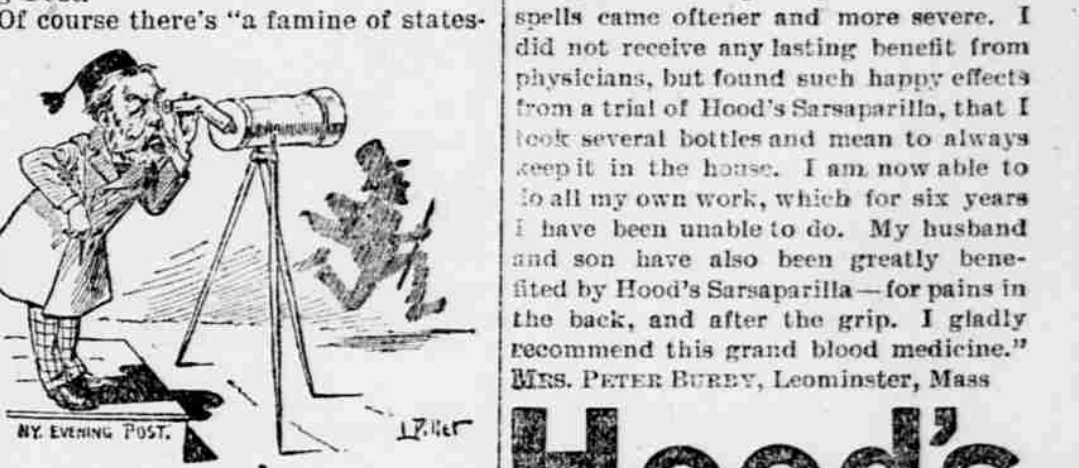 Of course there's "a famine of states-
NY. EVENING POST.
spells came oftener and more severe. I
did not receive any lasting benefit from
physicians, but found such happy effects
from a trial of Hood's Sarsaparilla, that I
took several bottles and mean to always
keep it in the house. I am now able to
do all my own work, which for six years
I have been unable to do. My husband
and son have also been greatly bene-
fited by Hood's Sarsaparilla—for pains in
the back, and after the grip. I gladly
recommend this grand blood medicine."
MRS. PETER BURBY, Leominster, Mass
Hood's